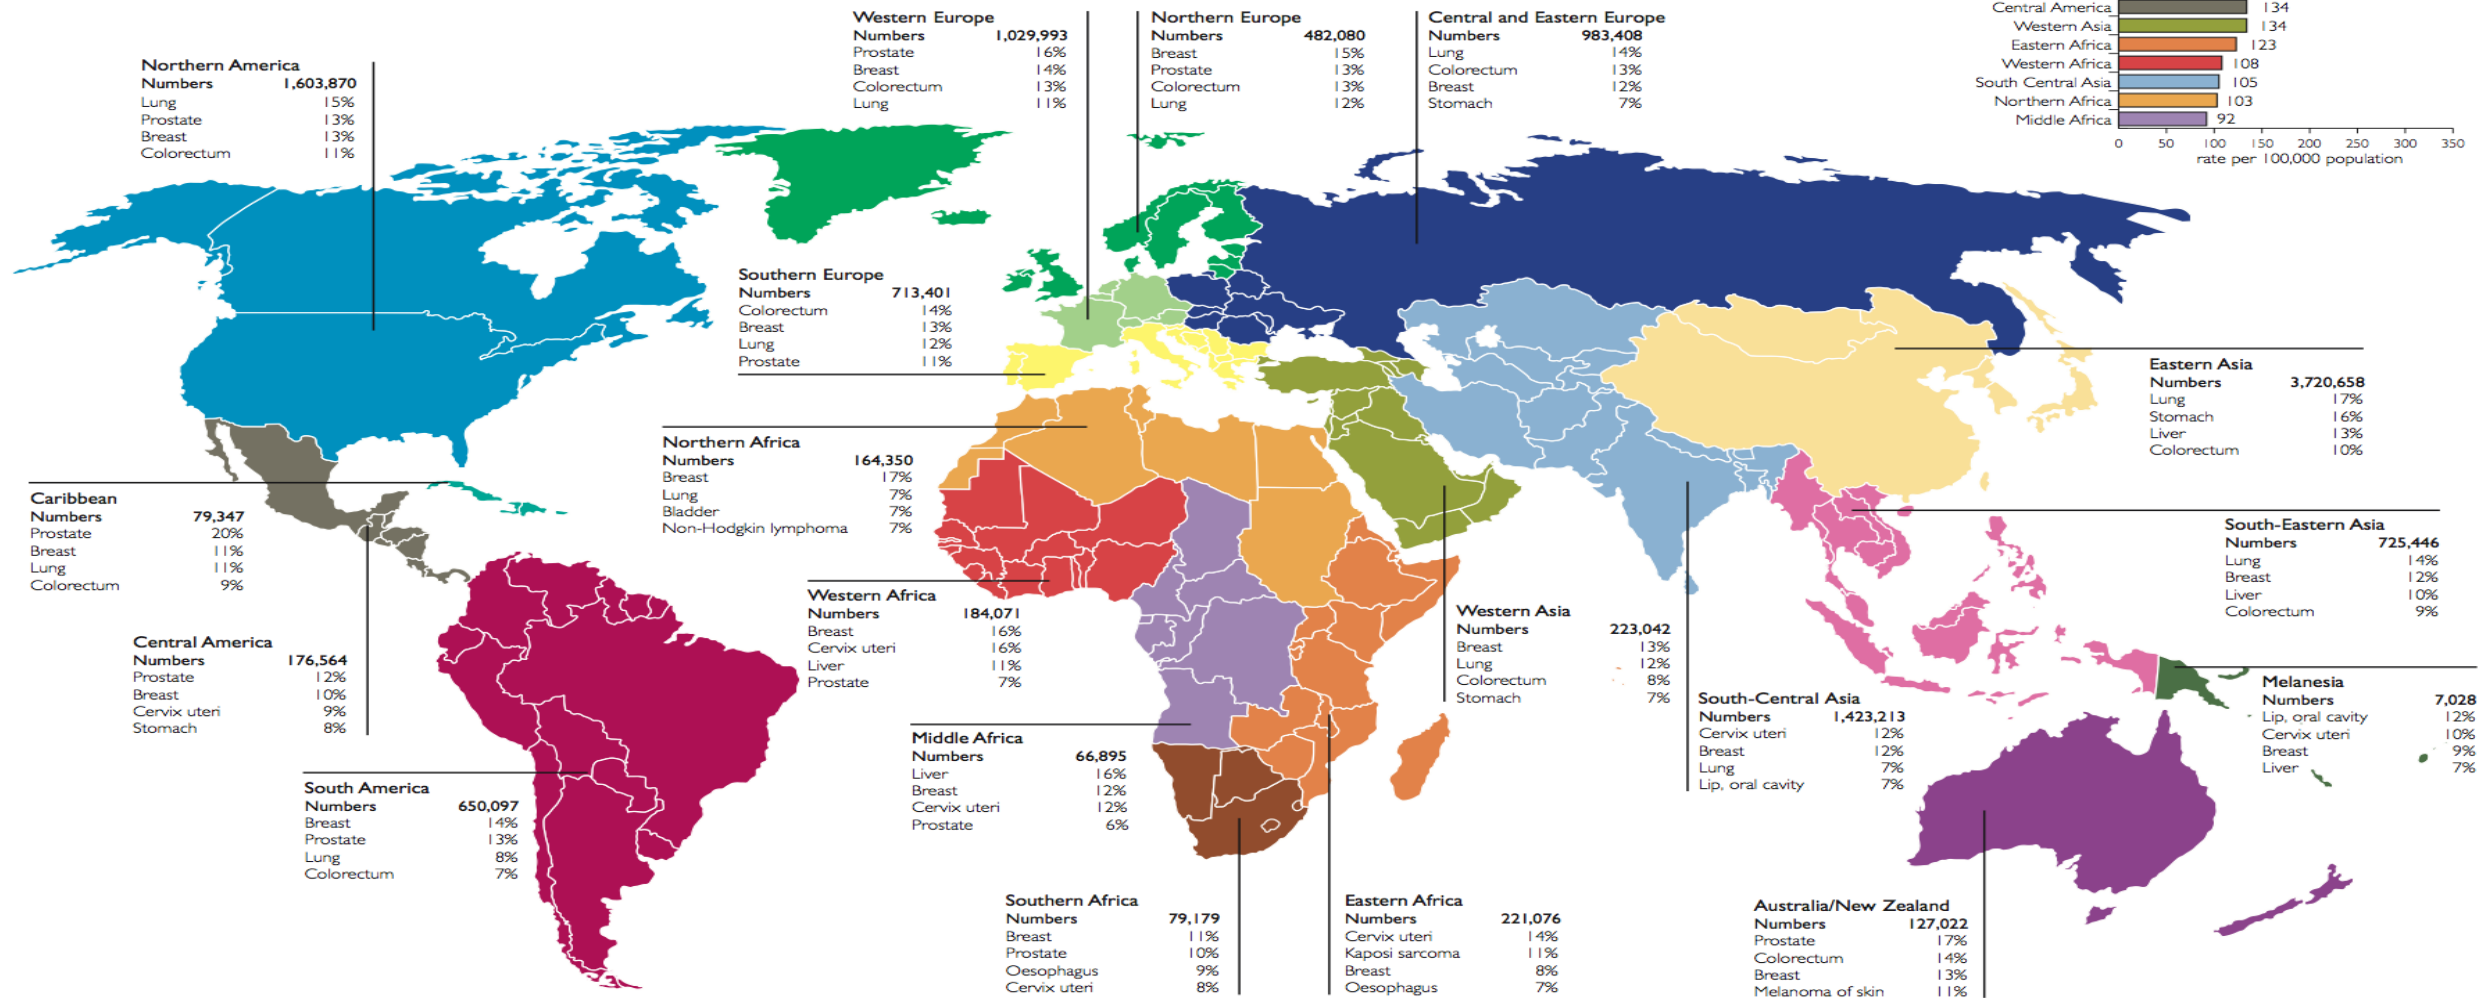 Western Europe
Numbers 1,029,993
Prostate 16%
Breast 14%
Colorectum 13%
Lung 11%
Northern Europe
Numbers 482,080
Breast 15%
Prostate 13%
Colorectum 13%
Lung 12%
Central and Eastern Europe
Numbers 983,408
Lung 14%
Colorectum 13%
Breast 12%
Stomach 7%
Central America 134
Western Asia 134
Eastern Africa 123
Western Africa 108
South Central Asia 105
Northern Africa 103
Middle Africa 92
0 50 100 150 200 250 300 350
rate per 100,000 population
Northern America
Numbers 1,603,870
Lung 15%
Prostate 13%
Breast 13%
Colorectum 11%
Southern Europe
Numbers 713,401
Colorectum 14%
Breast 13%
Lung 12%
Prostate 11%
Eastern Asia
Numbers 3,720,658
Lung 17%
Stomach 16%
Liver 13%
Colorectum 10%
Northern Africa
Numbers 164,350
Breast 17%
Lung 7%
Bladder 7%
Non-Hodgkin lymphoma 7%
Caribbean
Numbers 79,347
Prostate 20%
Breast 11%
Lung 11%
Colorectum 9%
South-Eastern Asia
Numbers 725,446
Lung 14%
Breast 12%
Liver 10%
Colorectum 9%
Western Africa
Numbers 184,071
Breast 16%
Cervix uteri 16%
Liver 11%
Prostate 7%
Western Asia
Numbers 223,042
Breast 13%
Lung 12%
Colorectum 8%
Stomach 7%
Central America
Numbers 176,564
Prostate 12%
Breast 10%
Cervix uteri 9%
Stomach 8%
South-Central Asia
Numbers 1,423,213
Cervix uteri 12%
Breast 12%
Lung 7%
Lip, oral cavity 7%
Melanesia
Numbers 7,028
Lip, oral cavity 12%
Cervix uteri 10%
Breast 9%
Liver 7%
Middle Africa
Numbers 66,895
Liver 16%
Breast 12%
Cervix uteri 12%
Prostate 6%
South America
Numbers 650,097
Breast 14%
Prostate 13%
Lung 8%
Colorectum 7%
Southern Africa
Numbers 79,179
Breast 11%
Prostate 10%
Oesophagus 9%
Cervix uteri 8%
Eastern Africa
Numbers 221,076
Cervix uteri 14%
Kaposi sarcoma 11%
Breast 8%
Oesophagus 7%
Australia/New Zealand
Numbers 127,022
Prostate 17%
Colorectum 14%
Breast 13%
Melanoma of skin 11%